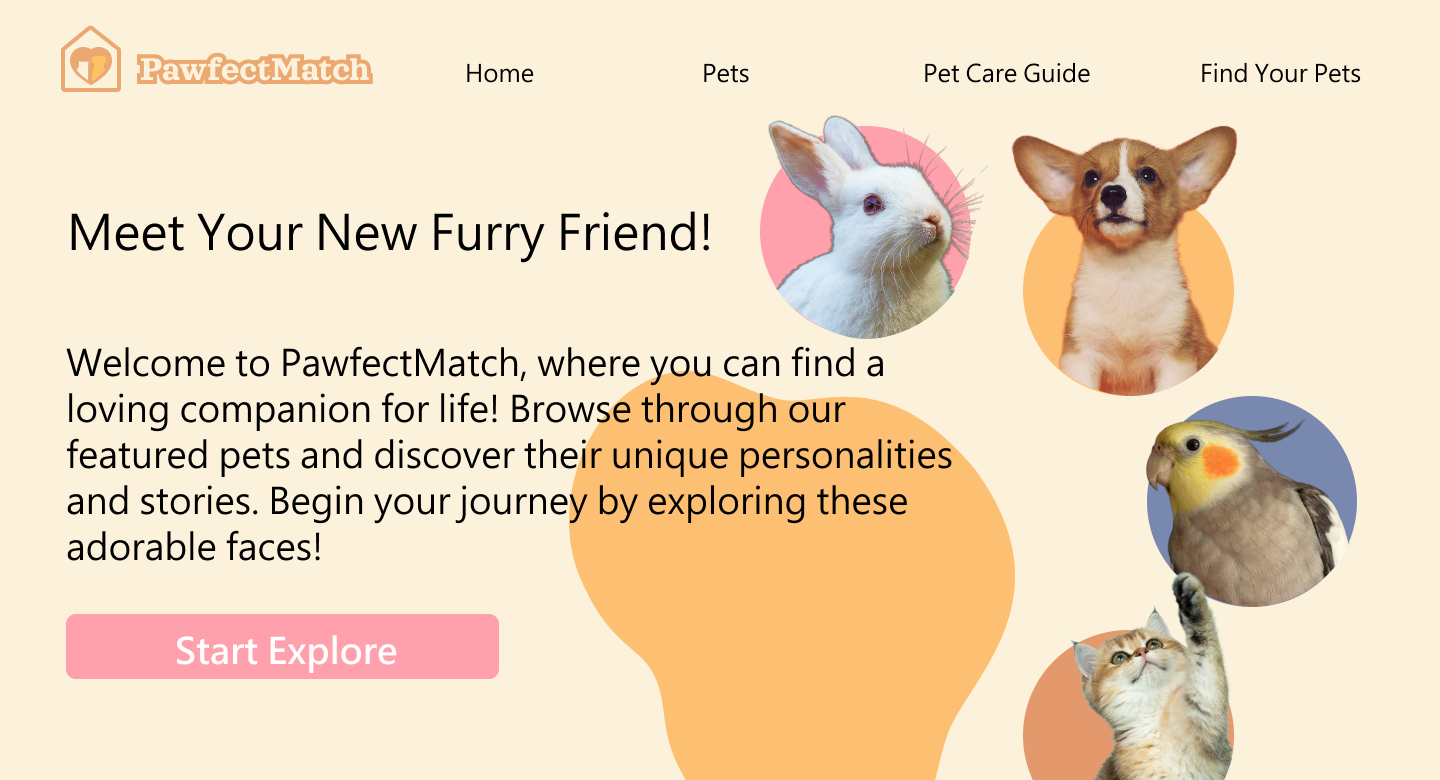 PawfectMatch
Home
Pets
Pet Care Guide
Find Your Pets
Meet Your New Furry Friend!
Welcome to PawfectMatch, where you can find a
loving companion for life! Browse through our
featured pets and discover their unique personalities
and stories. Begin your journey by exploring these
adorable faces!
Start Explore